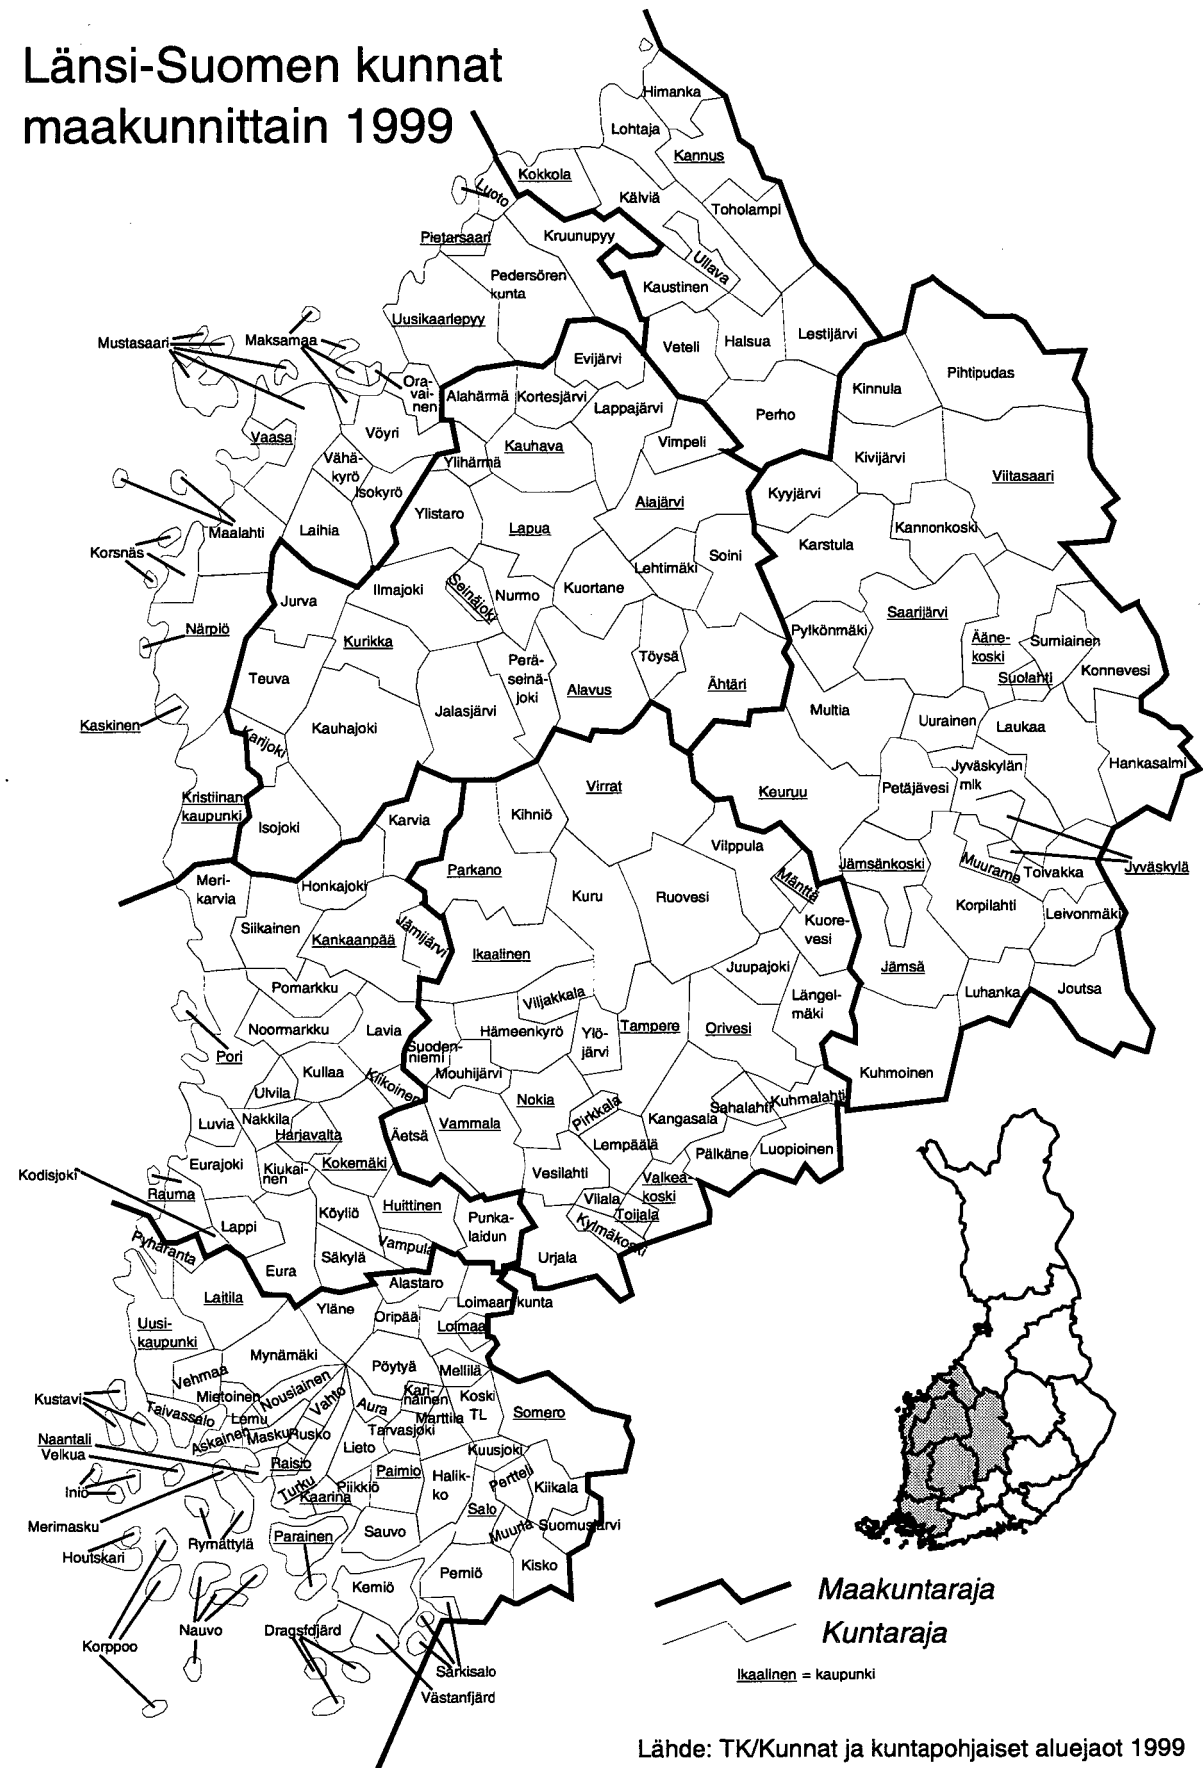 Länsi-Suomen kunnat
maakunnittain 1999
Himanka
Lohtaja
Kannus
Kokkola
Luoto
Kälviä
Toholampi
Pietarsaari
Kruunupyy
Ullava
Pedersören
kunta
Kaustinen
Uusikaarlepyy
Mustasaari
Maksamaa
Veteli
Halsua
Lestijärvi
Evijärvi
Ora-
vai-
nen
Alahärmä
Kortesjärvi
Lappajärvi
Kinnula
Pihtipudas
Perho
Vaasa
Vöyri
Kauhava
Vimpeli
Ylihärmä
Vähä-
kyrö
Isokyrö
Kivijärvi
Viitasaari
Kyyjärvi
Alajärvi
Ylistaro
Lapua
Kannonkoski
Maalahti
Laihia
Karstula
Korsnäs
Soini
Lehtimäki
Ilmajoki
Seinäjoki
Nurmo
Kuortane
Jurva
Saarijärvi
Närpiö
Kurikka
Pylkönmäki
Ääne-
koski
Sumiainen
Konnevesi
Suolahti
Teuva
Perä-
seinä-
joki
Töysä
Alavus
Ähtäri
Kaskinen
Karijoki
Kauhajoki
Jalasjärvi
Multia
Uurainen
Laukaa
Hankasalmi
Jyväskylän
mlk
Petäjävesi
Keuruu
Virrat
Kristiinan
kaupunki
Isojoki
Karvia
Kihniö
Vilppula
Jämsänkoski
Muurame
Toivakka
Jyväskylä
Parkano
Mänttä
Meri-
karvia
Honkajoki
Kuru
Ruovesi
Korpilahti
Leivonmäki
Siikainen
Kankaanpää
Jämijärvi
Ikaalinen
Kuore-
vesi
Jämsä
Juupajoki
Luhanka
Joutsa
Pomarkku
Viljakkala
Längel-
mäki
Noormarkku
Lavia
Hämeenkyrö
Ylö-
järvi
Tampere
Orivesi
Pori
Suoden-
niemi
Mouhijärvi
Kuhmoinen
Kullaa
Kiikoinen
Ulvila
Nokia
Pirkkala
Sahalahti
Kuhmalahti
Luvia
Nakkila
Harjavalta
Äetsä
Vammala
Kangasala
Lempäälä
Pälkäne
Luopioinen
Eurajoki
Kiukai-
nen
Kokemäki
Vesilahti
Valkea-
koski
Kodisjoki
Rauma
Viiala
Toijala
Kylmäkoski
Lappi
Köyliö
Huittinen
Punka-
laidun
Pyhäranta
Vampula
Urjala
Säkylä
Eura
Alastaro
Laitila
Yläne
Oripää
Loimaan kunta
Loimaa
Uusi-
kaupunki
Mynämäki
Pöytyä
Mellilä
Vehmaa
Kustavi
Mietoinen
Nousiainen
Vahto
Aura
Kari-
nainen
Koski
TL
Somero
Taivassalo
Lemu
Marttila
Naantali
Askainen
Masku
Rusko
Tarvasjoki
Velkua
Lieto
Kuusjoki
Raisio
Paimio
Halik-
ko
Pertteli
Kiikala
Iniö
Turku
Piikkiö
Kaarina
Salo
Merimasku
Muurla
Suomusjärvi
Rymättylä
Parainen
Sauvo
Houtskari
Kisko
Perniö
Kemiö
Maakuntaraja
Nauvo
Dragsfdjärd
Kuntaraja
Korppoo
Särkisalo
Ikaalinen = kaupunki
Västanfjärd
Lähde: TK/Kunnat ja kuntapohjaiset aluejaot 1999